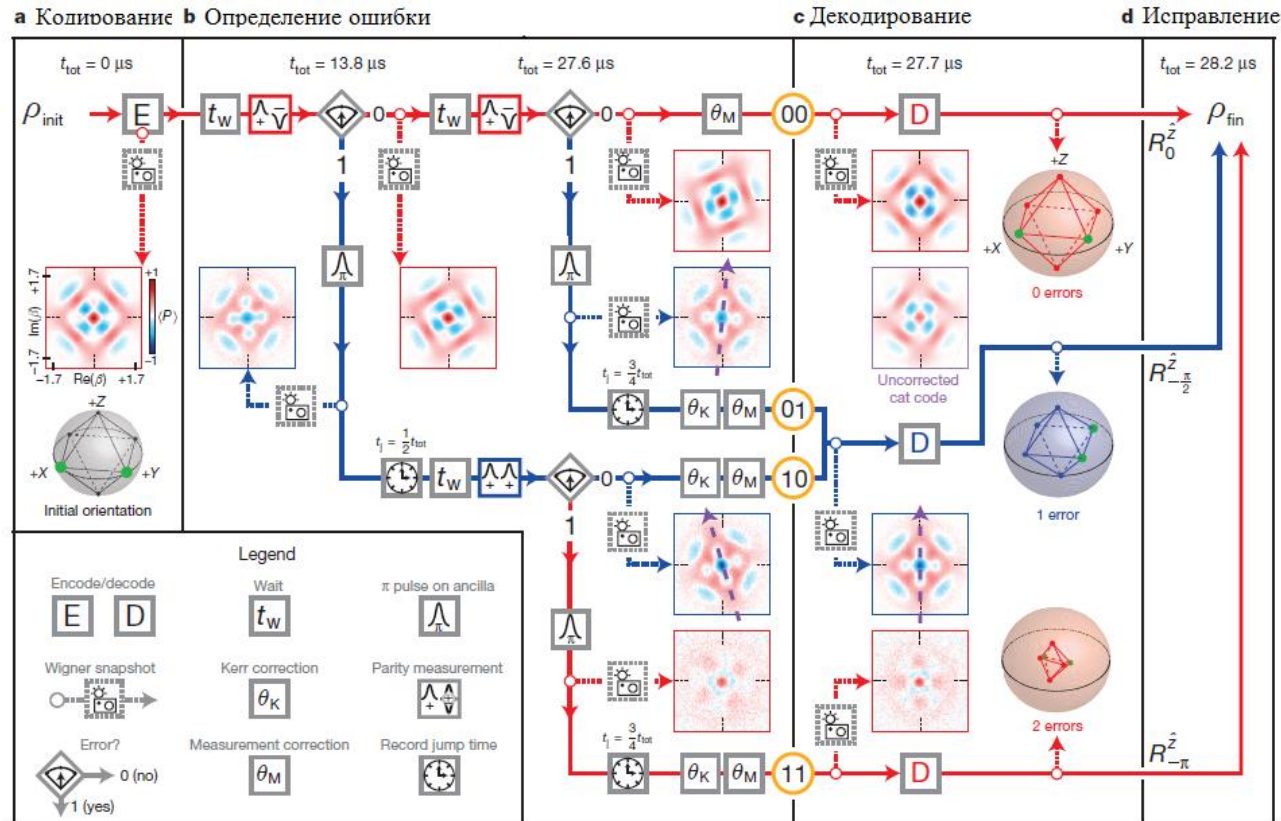 a Кодирование
b Определение ошибки
c Декодирование
d Исправление
t_tot = 0 μs
t_tot = 13.8 μs
t_tot = 27.6 μs
t_tot = 27.7 μs
t_tot = 28.2 μs
ρ_init
E
t_W
+
0
t_W
+
0
θ_M
00
D
ρ_fin
R_0^ẑ
1
1
π
π
+1.7
Im(β)
−1.7
−1.7
Re(β)
+1.7
+1
⟨P⟩
−1
+Z
+X
+Y
0 errors
Uncorrected
cat code
+Z
+X
+Y
Initial orientation
t_j = 3/4 t_tot
θ_K
θ_M
01
D
R_{−π/2}^ẑ
1 error
t_j = 1/2 t_tot
t_W
+ +
0
θ_K
θ_M
10
1
π
2 errors
t_j = 3/4 t_tot
θ_K
θ_M
11
D
R_{−π}^ẑ
Legend
Encode/decode
E D
Wait
t_W
π pulse on ancilla
π
Wigner snapshot
Kerr correction
θ_K
Parity measurement
+
Error?
0 (no)
1 (yes)
Measurement correction
θ_M
Record jump time